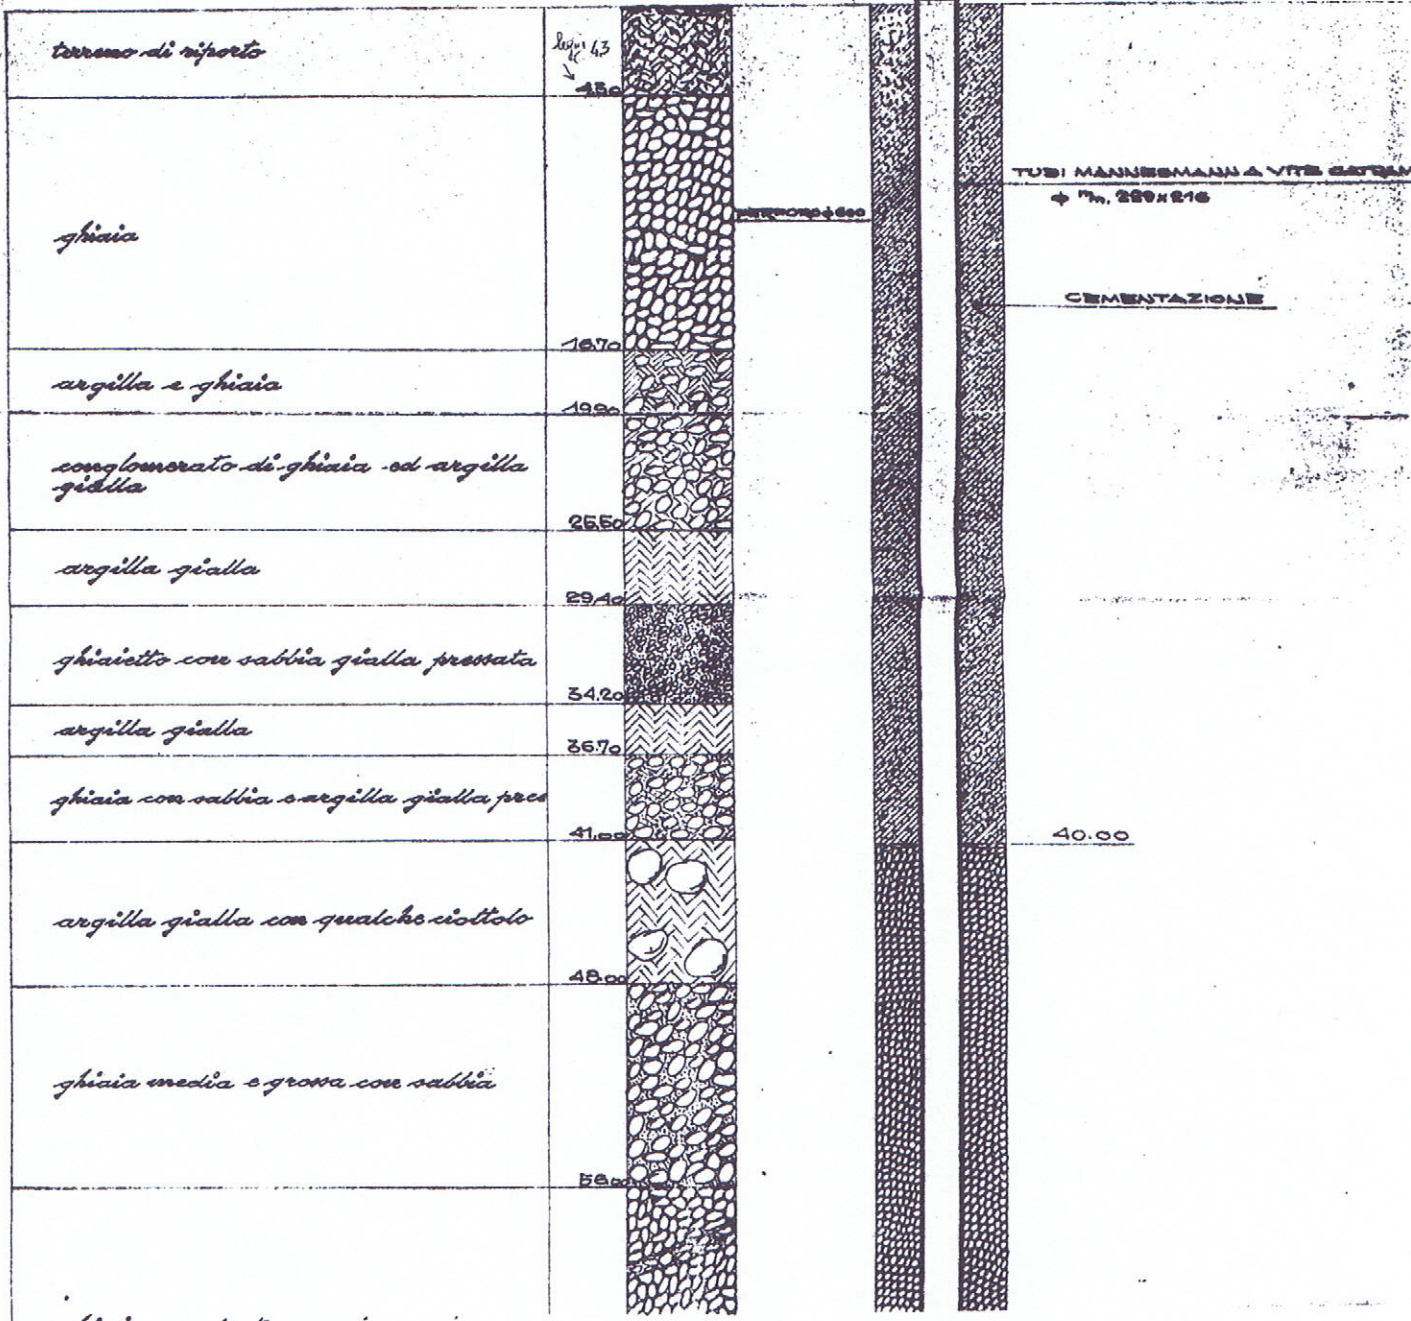 terreno di riporto
4.3
4.50
TUBI MANNESMANN A VITE
ϕ m/m. 229x216
ghiaia
CEMENTAZIONE
16.70
argilla e ghiaia
19.90
conglomerato di ghiaia ed argilla
gialla
25.50
argilla gialla
29.40
ghiaietto con sabbia gialla pressata
34.20
argilla gialla
36.70
ghiaia con sabbia e argilla gialla pres
41.00
40.00
argilla gialla con qualche ciottolo
48.00
ghiaia media e grossa con sabbia
58.00